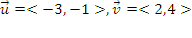 u⃗ =< −3, −1 >, v⃗ =< 2,4 >